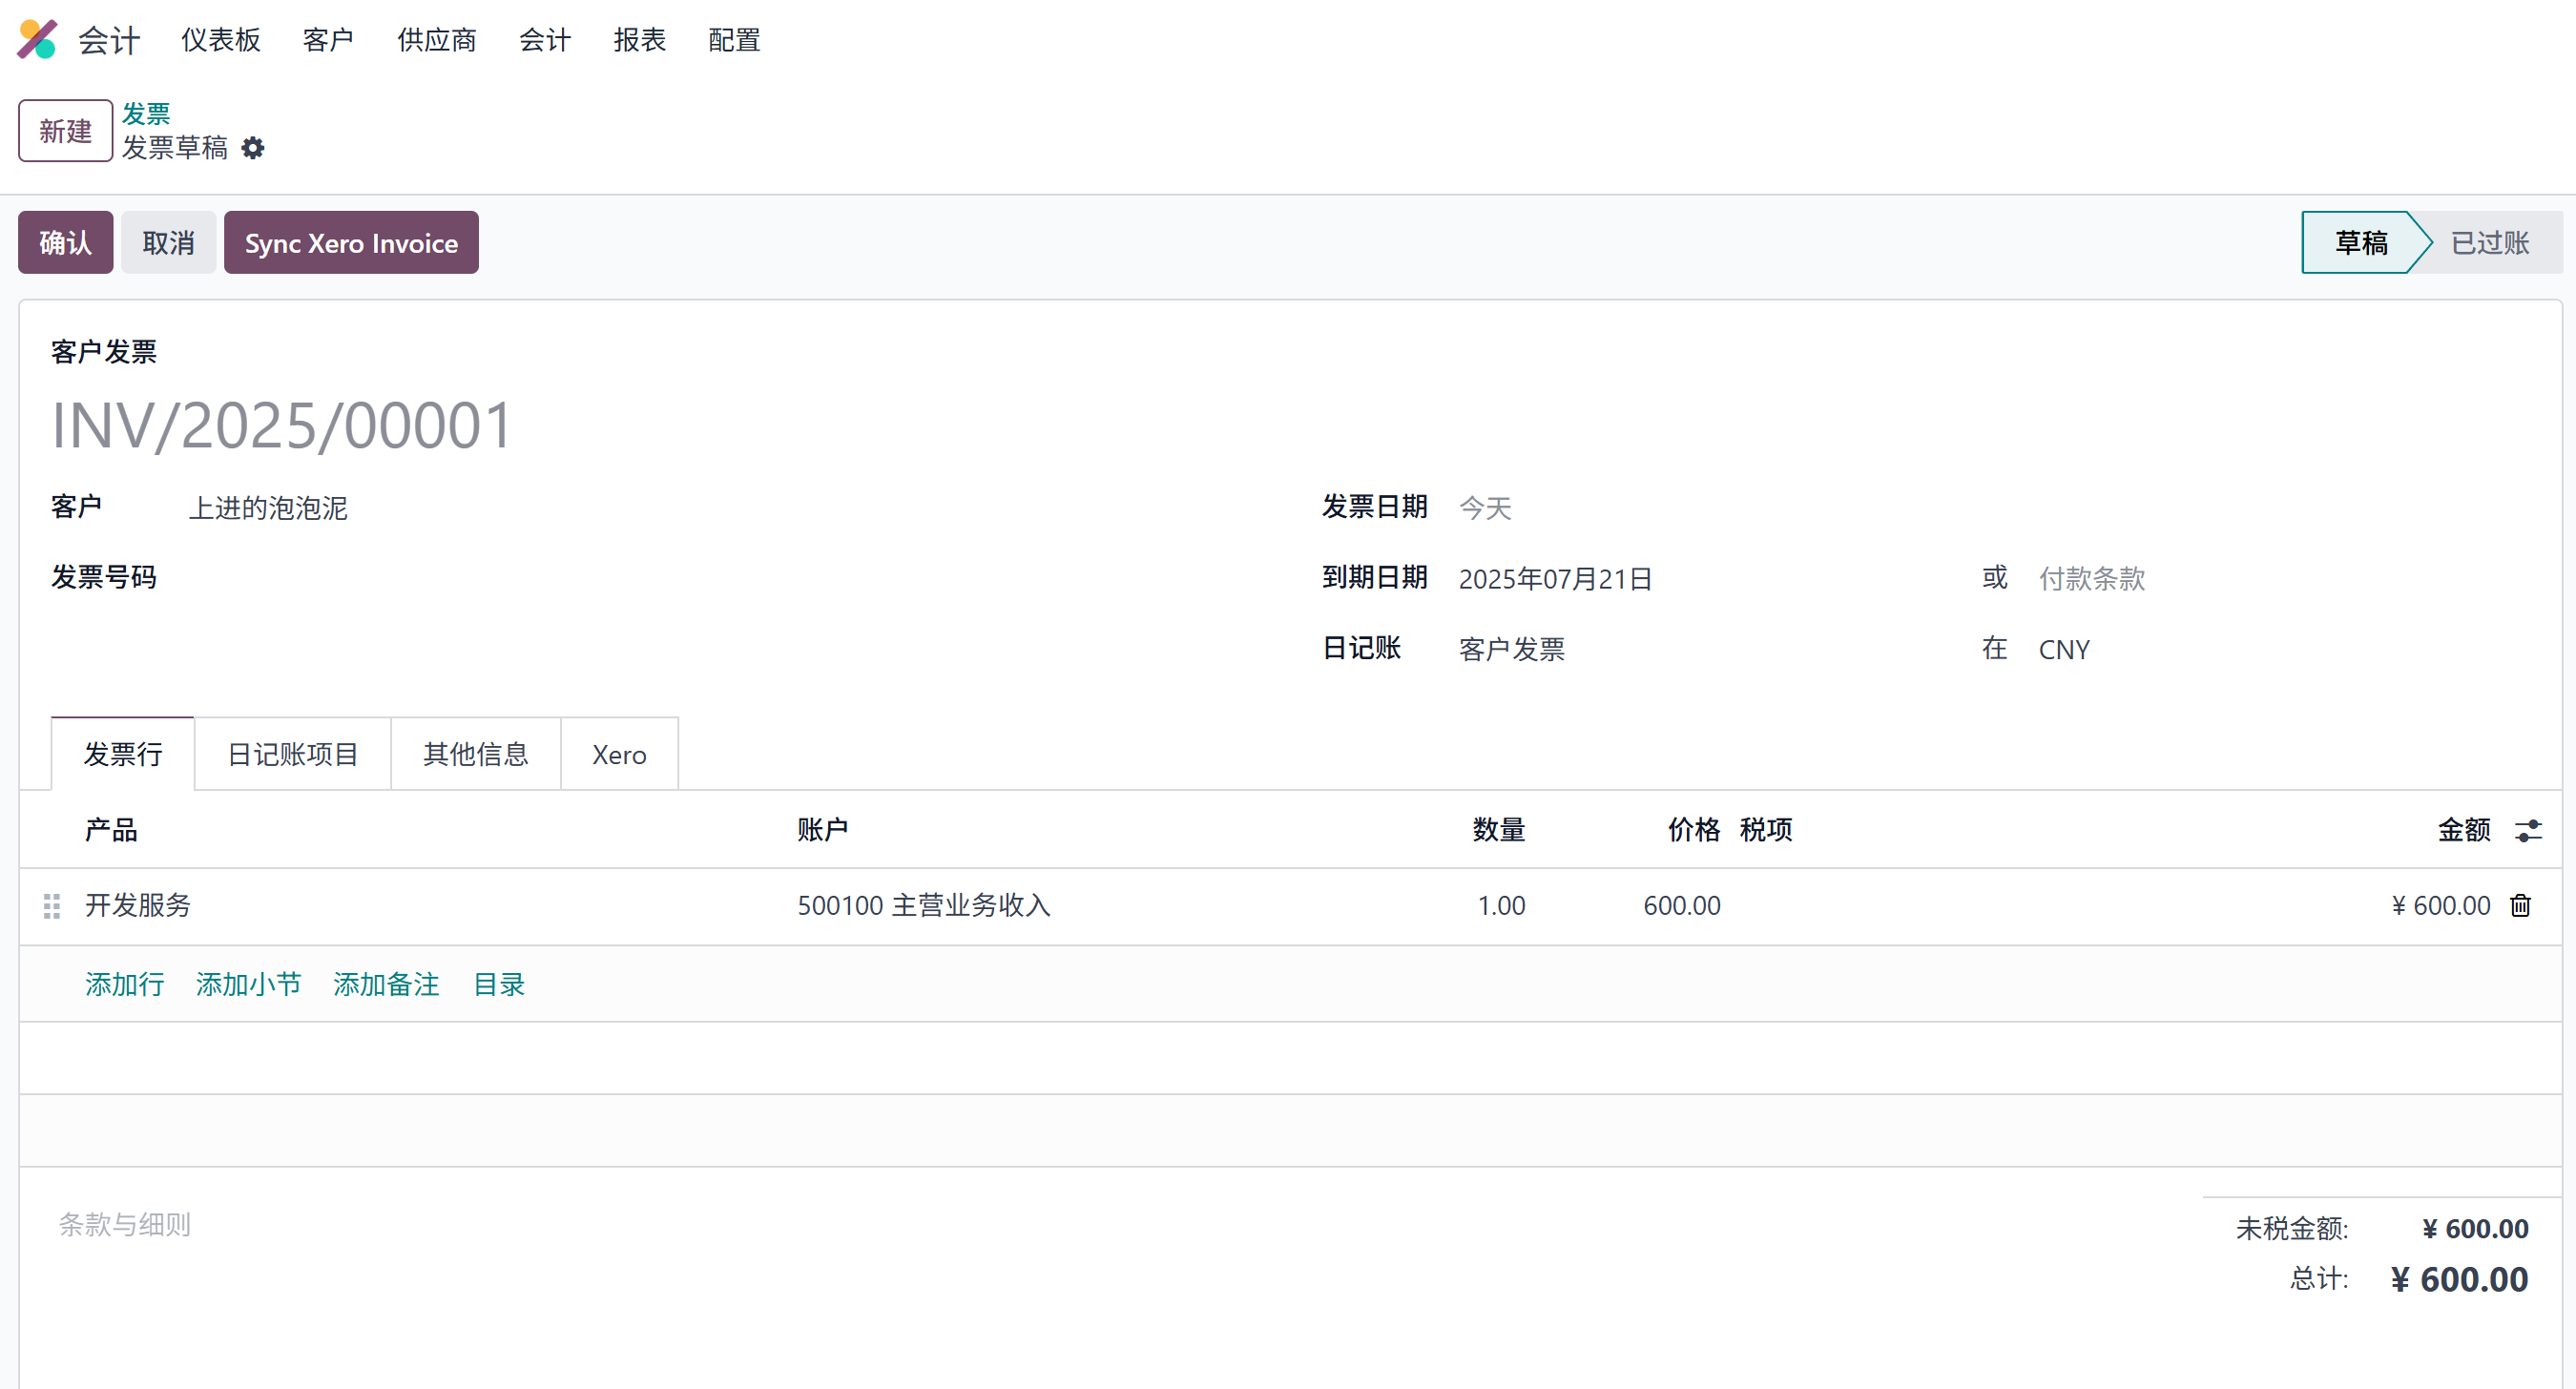 会计 仪表板 客户 供应商 会计 报表 配置
新建 发票
发票草稿
确认 取消 Sync Xero Invoice 草稿 已过账
客户发票
INV/2025/00001
客户 上进的泡泡泥 发票日期 今天
发票号码 到期日期 2025年07月21日 或 付款条款
日记账 客户发票 在 CNY
发票行 日记账项目 其他信息 Xero
产品 账户 数量 价格 税项 金额
开发服务 500100 主营业务收入 1.00 600.00 ¥ 600.00
添加行 添加小节 添加备注 目录
条款与细则 未税金额: ¥ 600.00
总计: ¥ 600.00